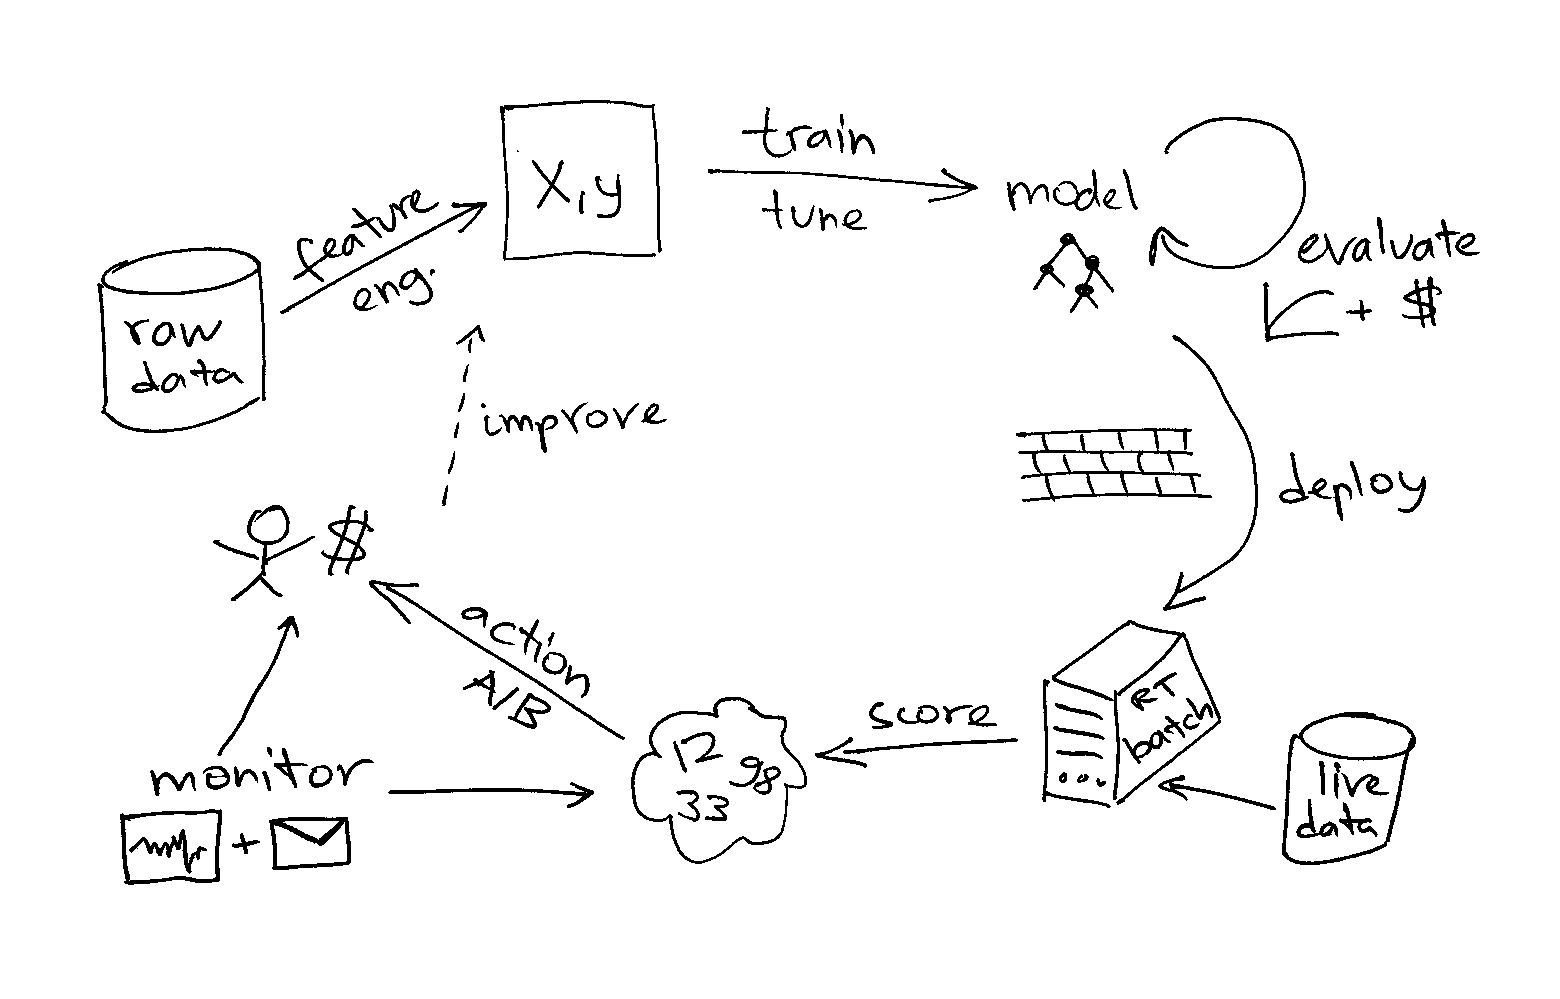 train
X,y
tune
model
feature
eng.
evaluate
+ $
raw
data
improve
deploy
$
action
A/B
RT
batch
score
12
98
33
live
data
monitor
+